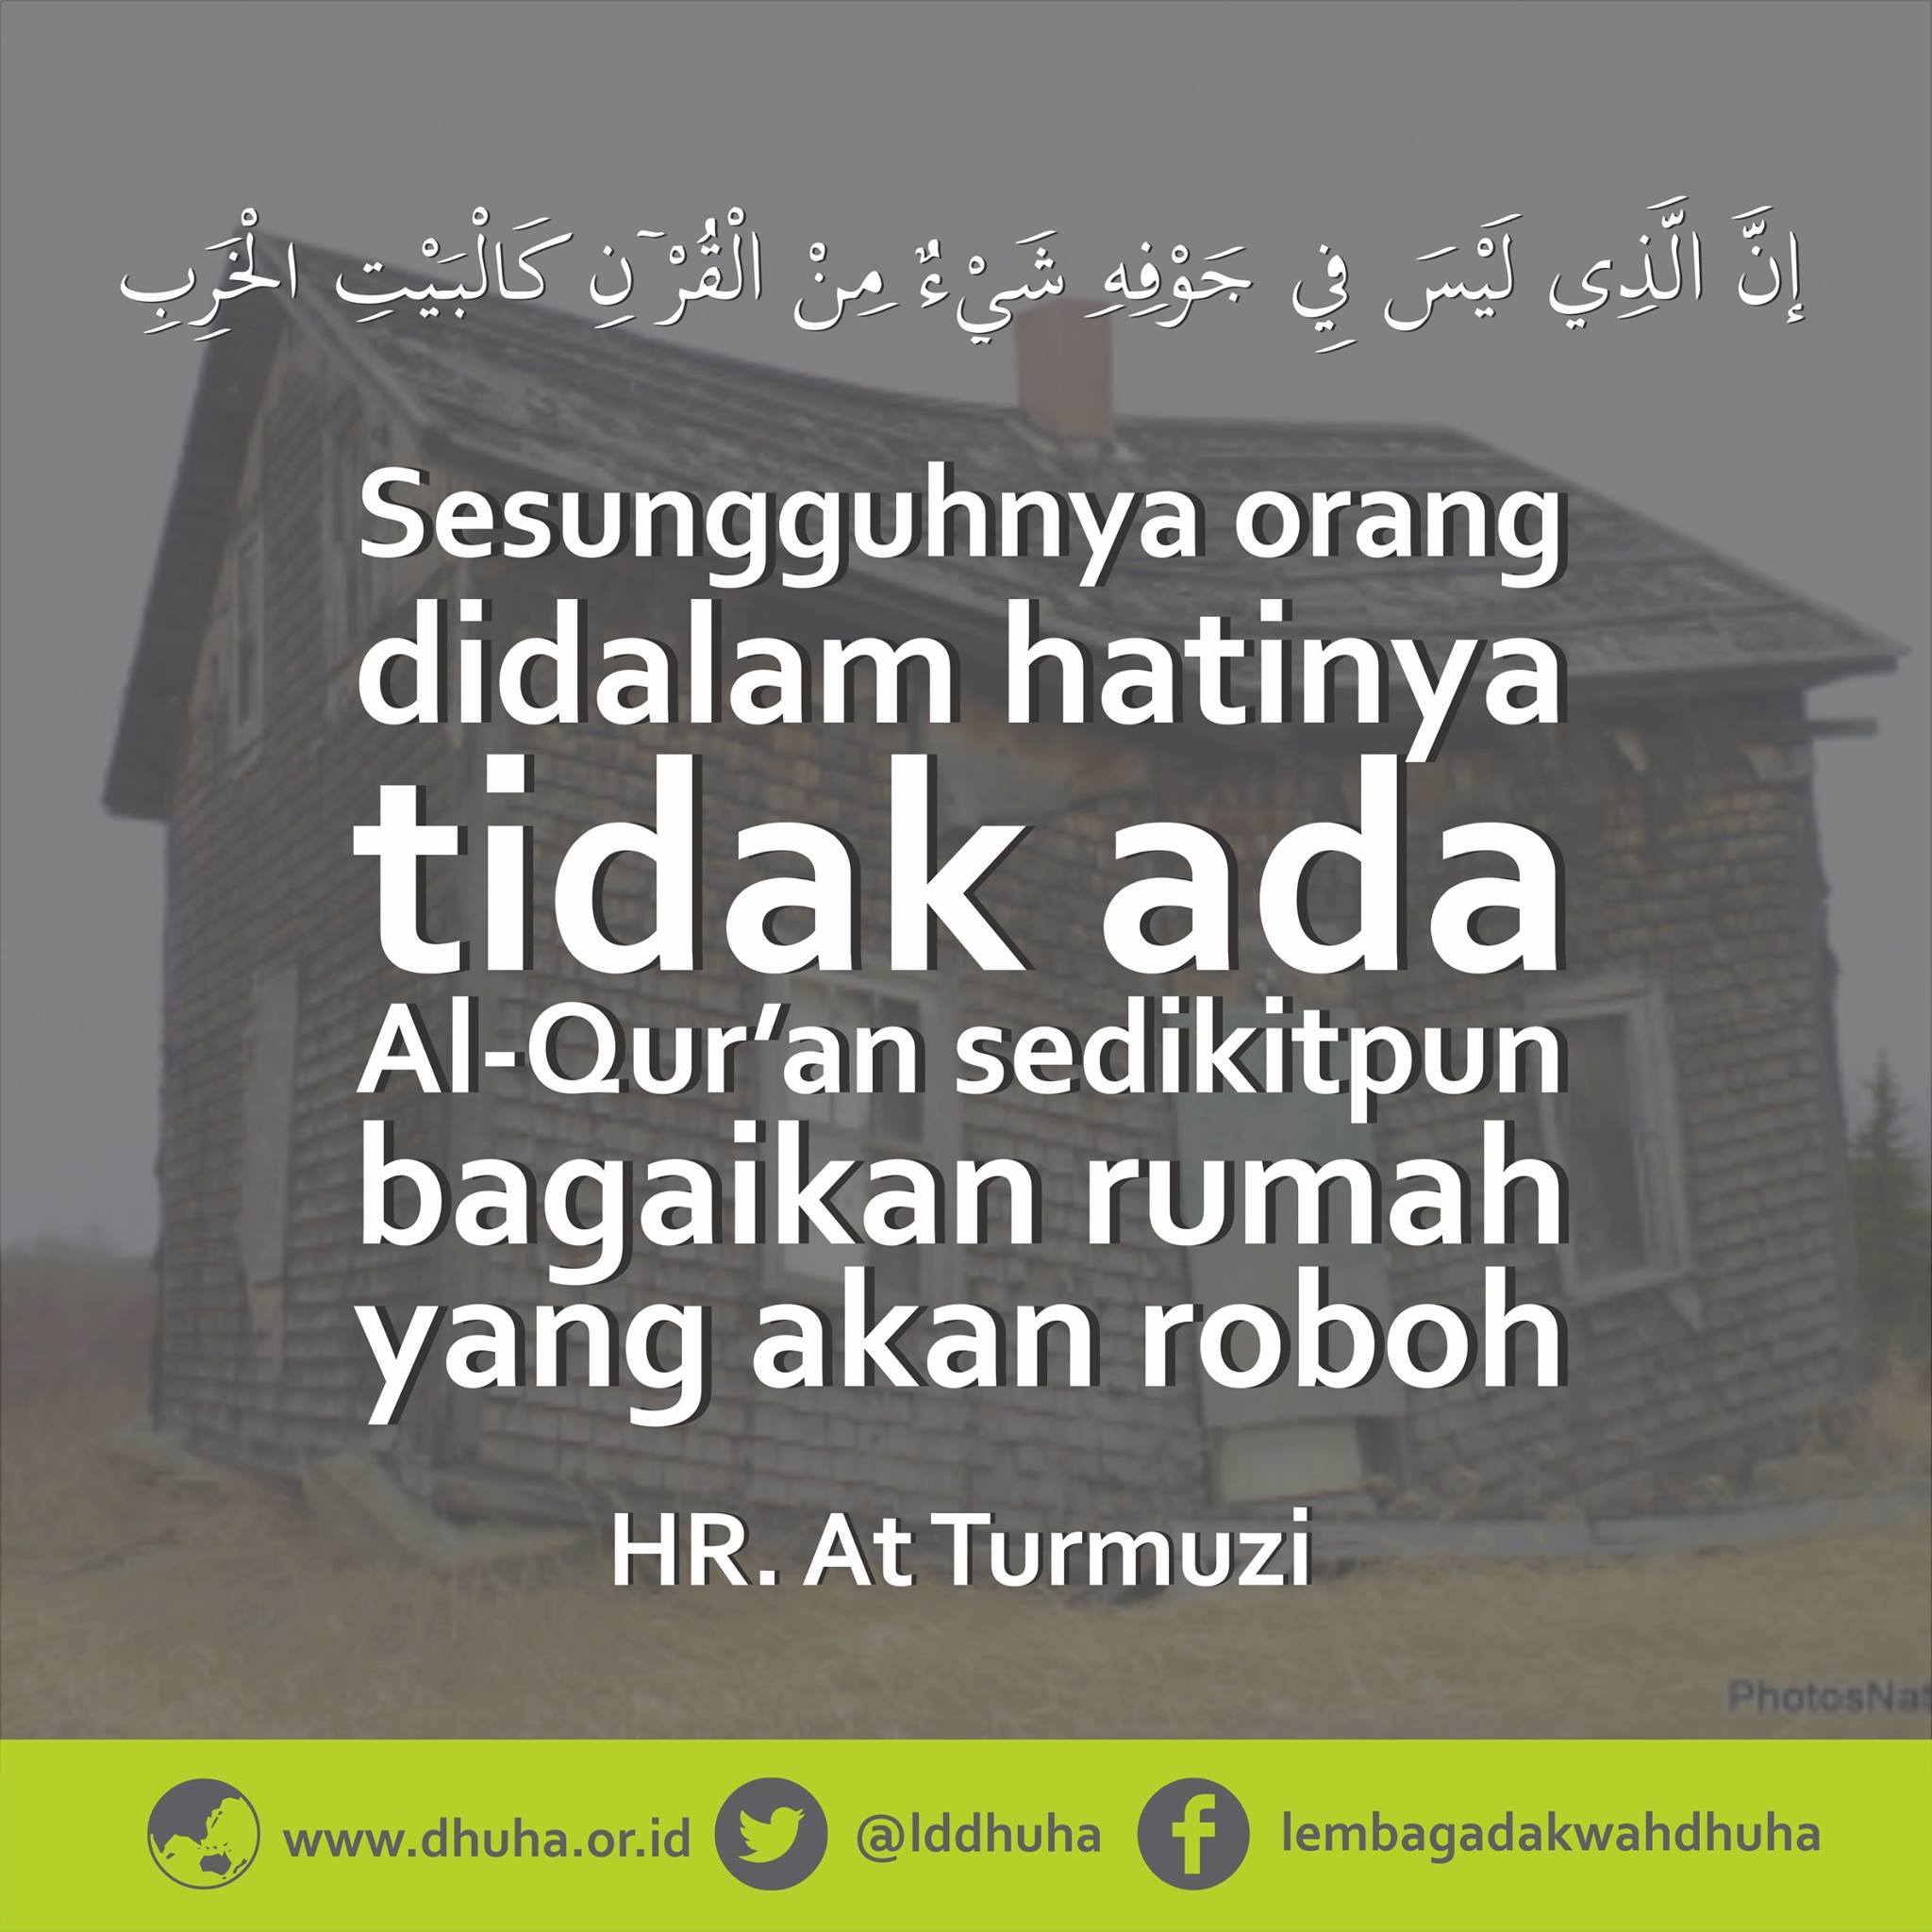 إِنَّ الَّذِي لَيْسَ فِي جَوْفِهِ شَيْءٌ مِنْ الْقُرْآنِ كَالْبَيْتِ الْخَرِبِ
Sesungguhnya orang
didalam hatinya
tidak ada
Al-Qur'an sedikitpun
bagaikan rumah
yang akan roboh
HR. At Turmuzi
PhotosNat
www.dhuha.or.id @lddhuha lembagadakwahdhuha